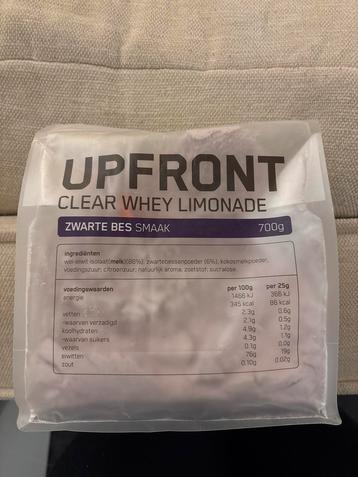 UPFRONT
CLEAR WHEY LIMONADE
ZWARTE BES SMAAK 700g
ingrediënten
wei-eiwit isolaat(melk)(88%), zwartebessenpoeder (6%), kokosmelkpoeder,
voedingszuur: citroenzuur, natuurlijk aroma, zoetstof: sucralose.
voedingswaarden per 100g per 25g
energie 1466 kJ 366 kJ
345 kcal 86 kcal
vetten 2.3g 0.6g
-waarvan verzadigd 2.1g 0.5g
koolhydraten 4.9g 1.2g
-waarvan suikers 4.3g 1.1g
vezels 0.1g 0.0g
eiwitten 76g 19g
zout 0.10g 0.02g